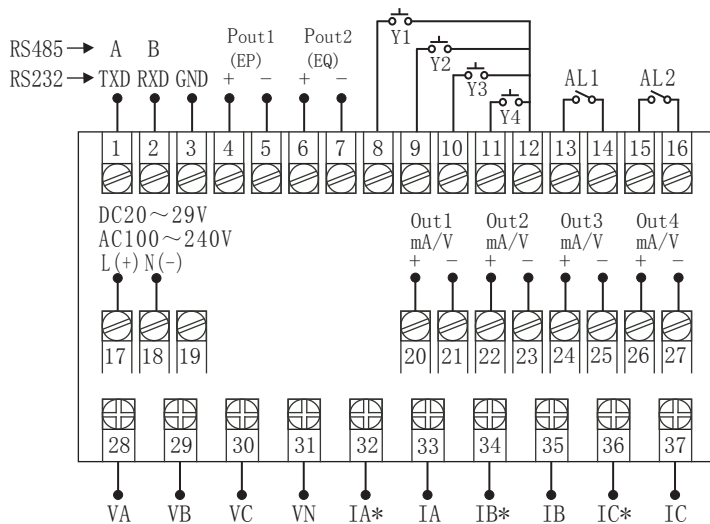 RS485 → A B
RS232 → TXD RXD GND
Pout1 Pout2
(EP) (EQ)
+ − + −
Y1
Y2
Y3
Y4
AL1 AL2
1 2 3 4 5 6 7 8 9 10 11 12 13 14 15 16
DC20～29V
AC100～240V
L(+) N(-)
Out1 Out2 Out3 Out4
mA/V mA/V mA/V mA/V
+ − + − + − + −
17 18 19 20 21 22 23 24 25 26 27
28 29 30 31 32 33 34 35 36 37
VA VB VC VN IA* IA IB* IB IC* IC